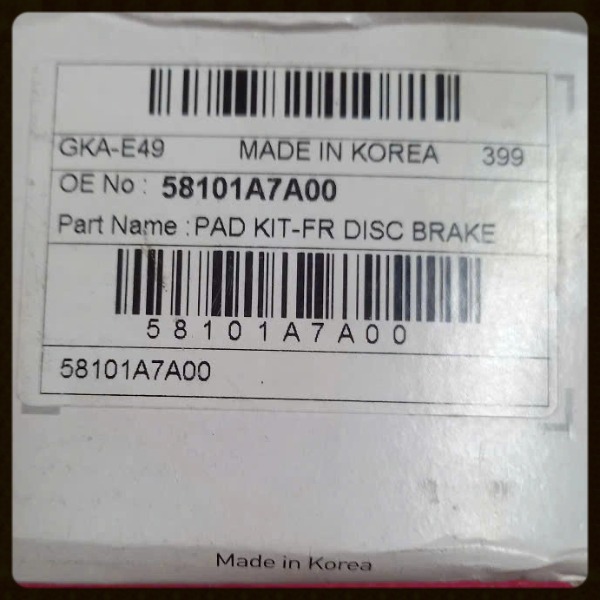 GKA-E49 MADE IN KOREA 399
OE No : 58101A7A00
Part Name : PAD KIT-FR DISC BRAKE
58101A7A00
58101A7A00
Made in Korea